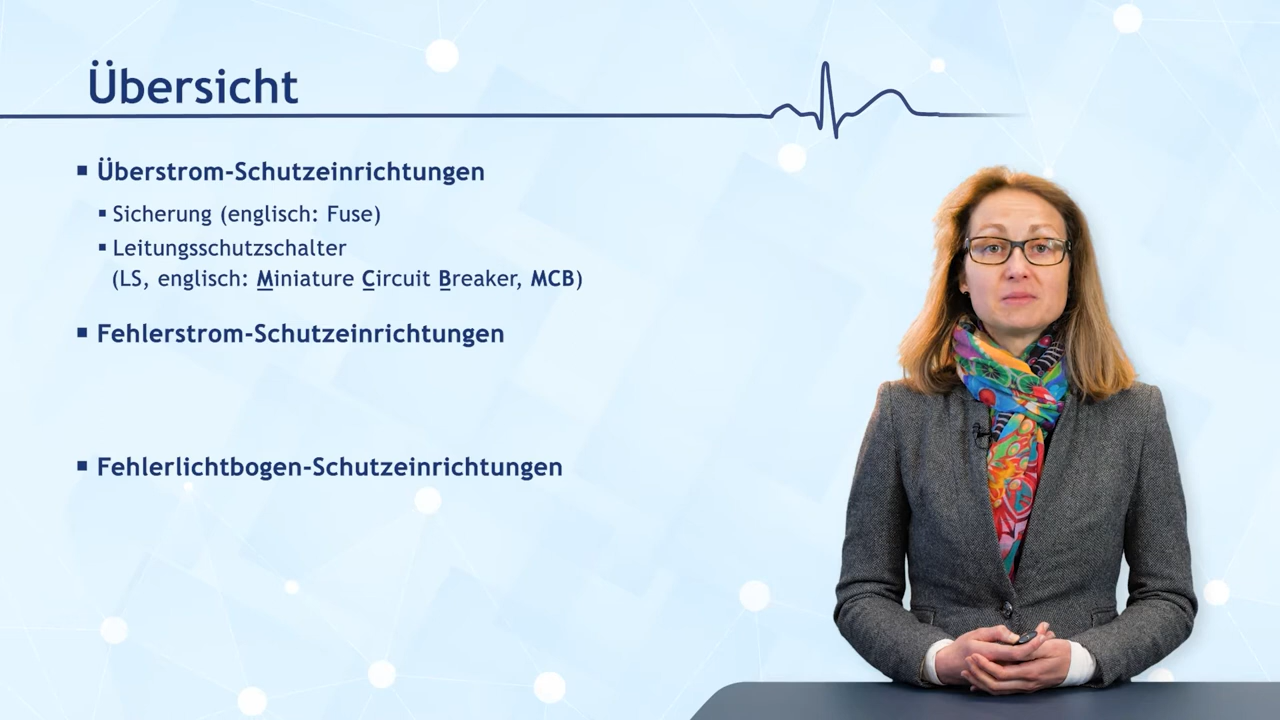 Übersicht
Überstrom-Schutzeinrichtungen
Sicherung (englisch: Fuse)
Leitungsschutzschalter
(LS, englisch: Miniature Circuit Breaker, MCB)
Fehlerstrom-Schutzeinrichtungen
Fehlerlichtbogen-Schutzeinrichtungen